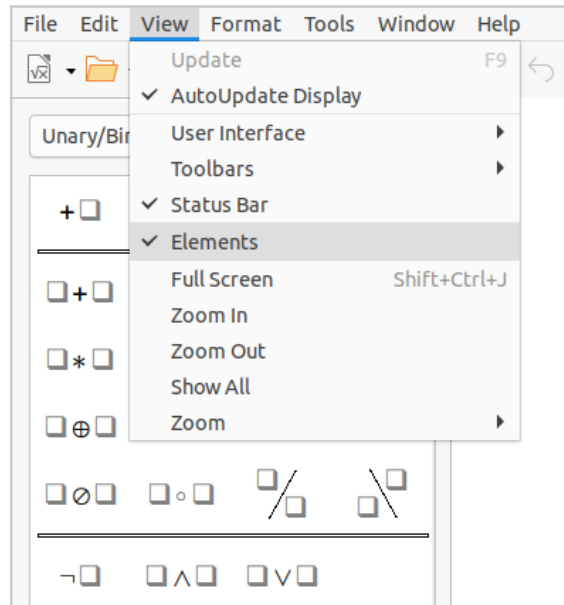 File Edit View Format Tools Window Help
Update F9
✓ AutoUpdate Display
Unary/Bin
User Interface
Toolbars
✓ Status Bar
✓ Elements
Full Screen Shift+Ctrl+J
Zoom In
Zoom Out
Show All
Zoom
+□
□+□
□*□
□⊕□
□⊘□ □∘□ □/□ □\□
¬□ □∧□ □∨□